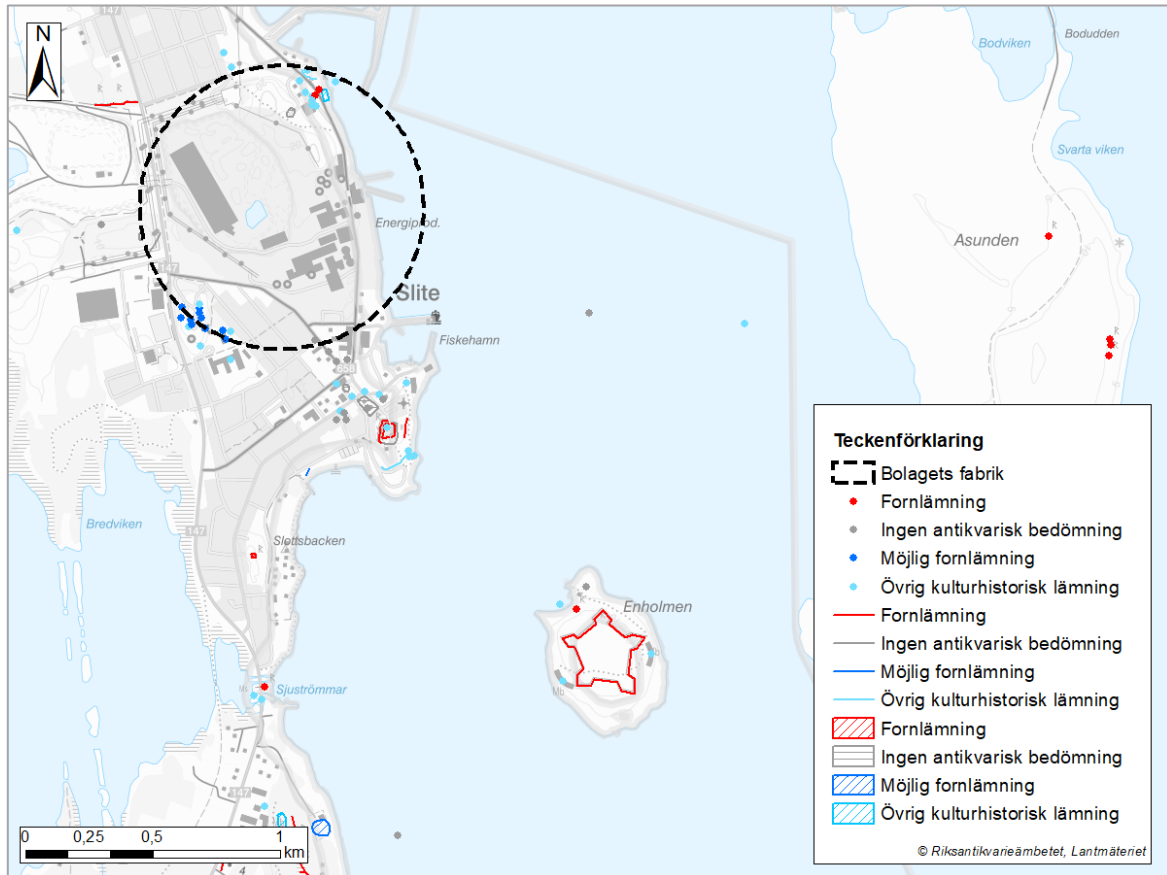 N
Bodudden
Bodviken
Svarta viken
Energiprod.
Asunden
R
147
Slite
Fiskehamn
658
Bredviken
147
Slottsbacken
R
Enholmen
Mb
Sjuströmmar
147
4
0 0,25 0,5 1
km
Teckenförklaring
Bolagets fabrik
Fornlämning
Ingen antikvarisk bedömning
Möjlig fornlämning
Övrig kulturhistorisk lämning
Fornlämning
Ingen antikvarisk bedömning
Möjlig fornlämning
Övrig kulturhistorisk lämning
Fornlämning
Ingen antikvarisk bedömning
Möjlig fornlämning
Övrig kulturhistorisk lämning
© Riksantikvarieämbetet, Lantmäteriet